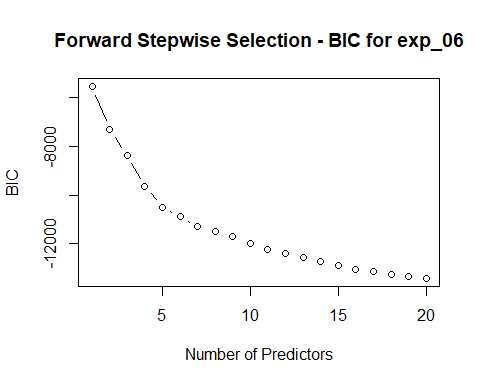 Forward Stepwise Selection - BIC for exp_06
BIC
-8000
-12000
5
10
15
20
Number of Predictors